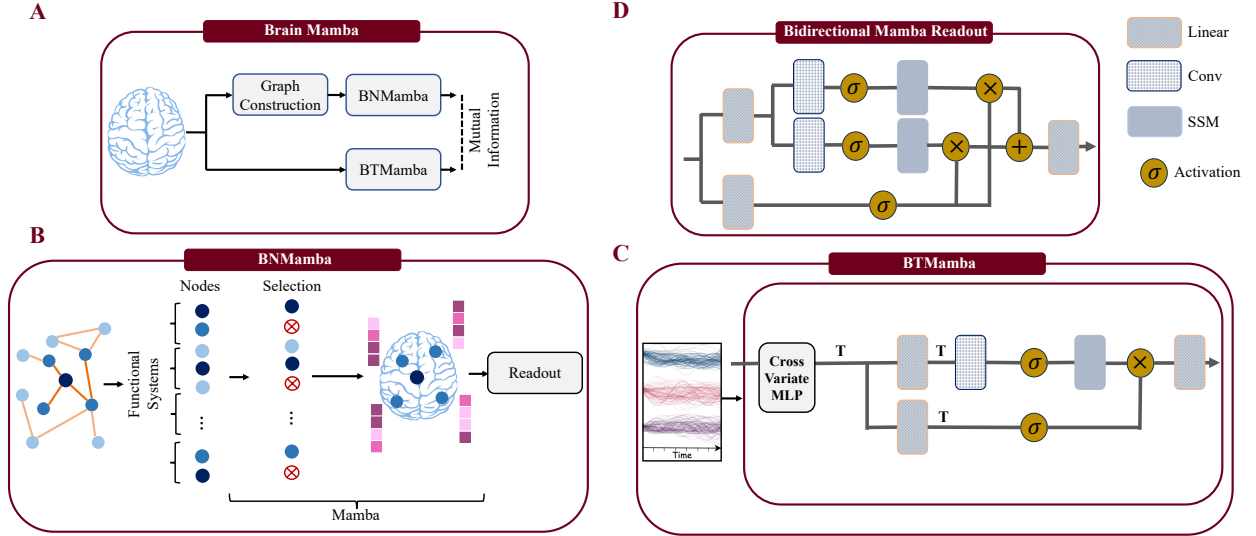 A
Brain Mamba
Graph
Construction
BNMamba
BTMamba
Mutual
Information
B
BNMamba
Nodes
Selection
Functional
Systems
...
...
Readout
Mamba
D
Bidirectional Mamba Readout
σ
×
σ
×
+
σ
Linear
Conv
SSM
σ
Activation
C
BTMamba
Time
Cross
Variate
MLP
T
T
σ
×
T
σ